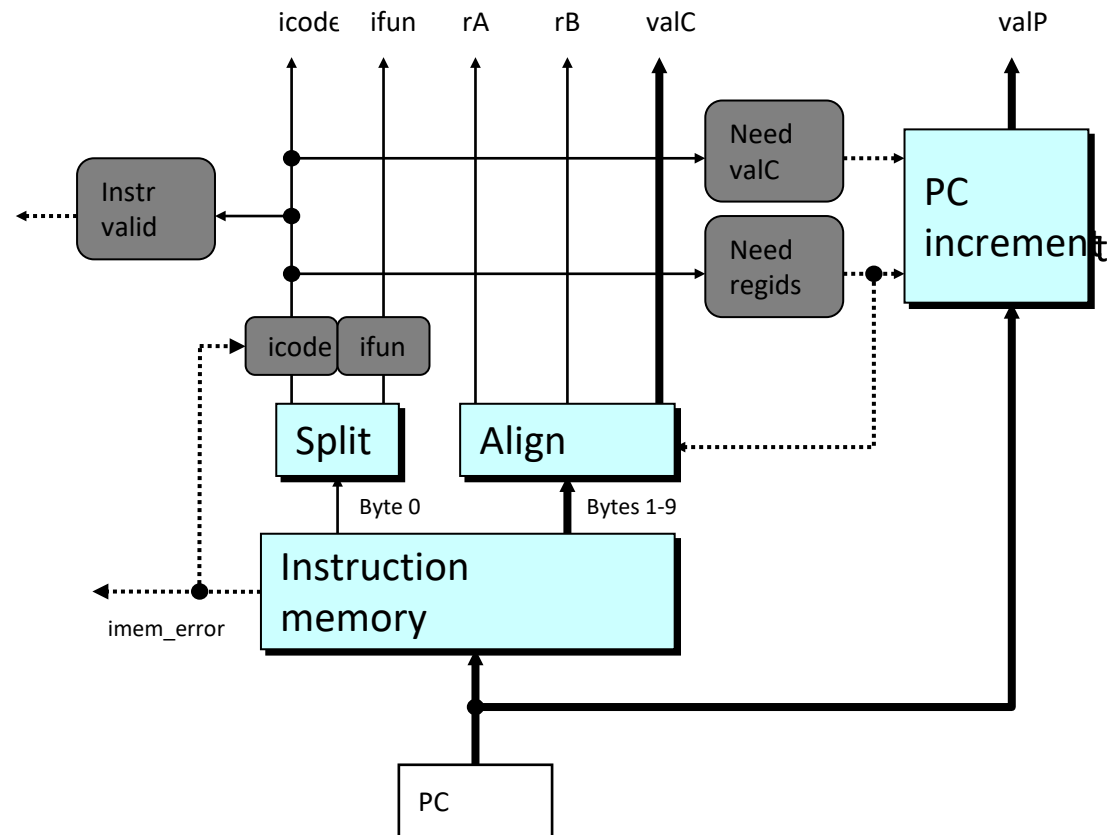 icode ifun rA rB valC valP
Need
valC
PC
increment
Instr
valid
Need
regids
icode ifun
Split
Align
Byte 0
Bytes 1-9
Instruction
memory
imem_error
PC